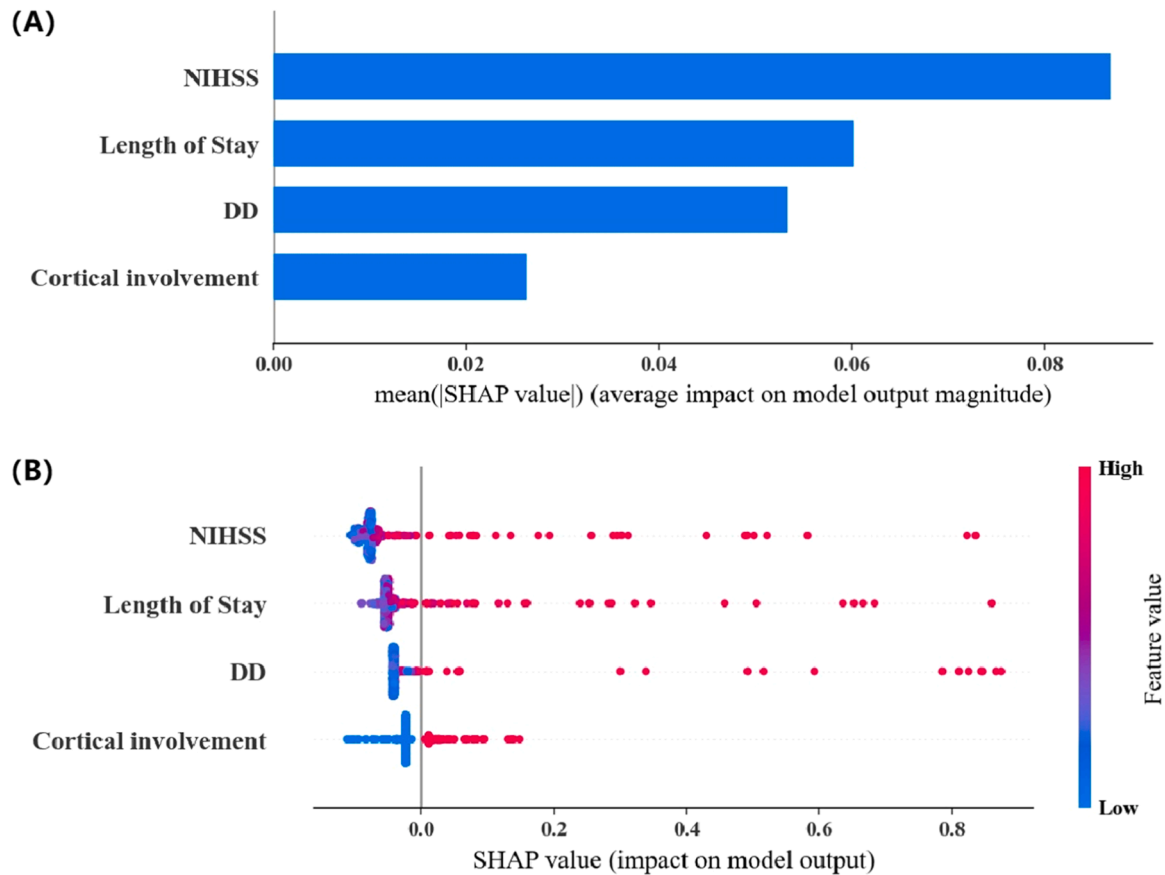 (A)
NIHSS
Length of Stay
DD
Cortical involvement
0.00 0.02 0.04 0.06 0.08
mean(|SHAP value|) (average impact on model output magnitude)
(B)
High
NIHSS
Length of Stay
DD
Cortical involvement
Feature value
Low
0.0 0.2 0.4 0.6 0.8
SHAP value (impact on model output)